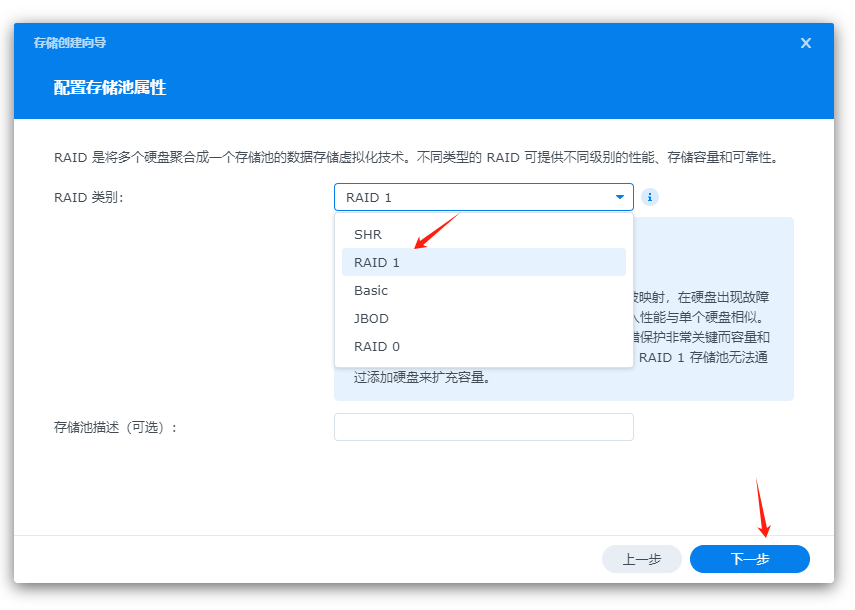 存储创建向导
配置存储池属性
RAID 是将多个硬盘聚合成一个存储池的数据存储虚拟化技术。不同类型的 RAID 可提供不同级别的性能、存储容量和可靠性。
RAID 类别：
RAID 1
SHR
RAID 1
Basic
JBOD
RAID 0
映射，在硬盘出现故障
性能与单个硬盘相似。
保护非常关键而容量和
RAID 1 存储池无法通
过添加硬盘来扩充容量。
存储池描述（可选）：
上一步
下一步